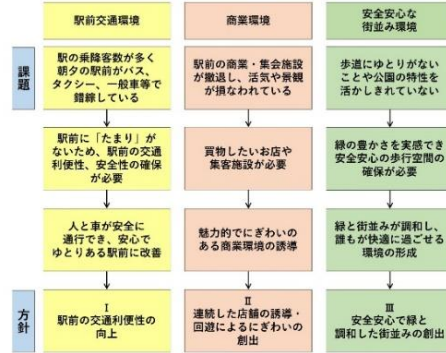 駅前交通環境
商業環境
安全安心な
街並み環境
課題
駅の乗降客数が多く
朝夕の駅前がバス、
タクシー、一般車等で
錯綜している
駅前の商業・集会施設
が撤退し、活気や景観
が損なわれている
歩道にゆとりがない
ことや公園の特性を
活かしきれていない
駅前に「たまり」が
ないため、駅前の交通
利便性、安全性の確保
が必要
買物したいお店や
集客施設が必要
緑の豊かさを実感でき
安全安心の歩行空間の
確保が必要
人と車が安全に
通行でき、安心で
ゆとりある駅前に改善
魅力的でにぎわいの
ある商業環境の誘導
緑と街並みが調和し、
誰もが快適に過ごせる
環境の形成
方針
Ⅰ
駅前の交通利便性の
向上
Ⅱ
連続した店舗の誘導・
回遊によるにぎわいの
創出
Ⅲ
安全安心で緑と
調和した街並みの創出